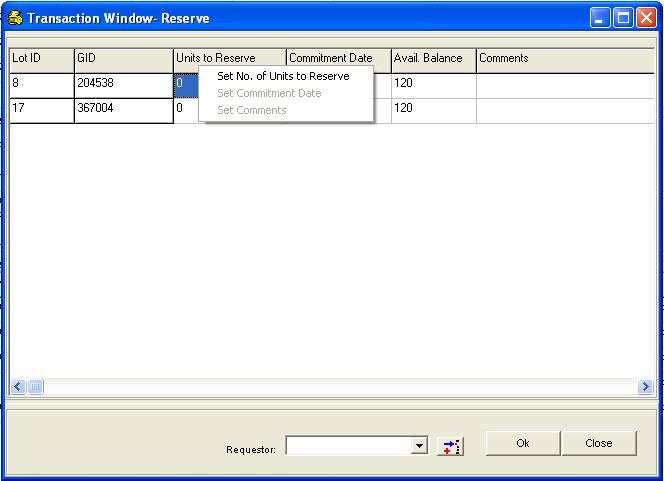 Transaction Window- Reserve
Lot ID GID Units to Reserve Commitment Date Avail. Balance Comments
8 204538 0 120
17 367004 0 120
Set No. of Units to Reserve
Set Commitment Date
Set Comments
Requestor: Ok Close